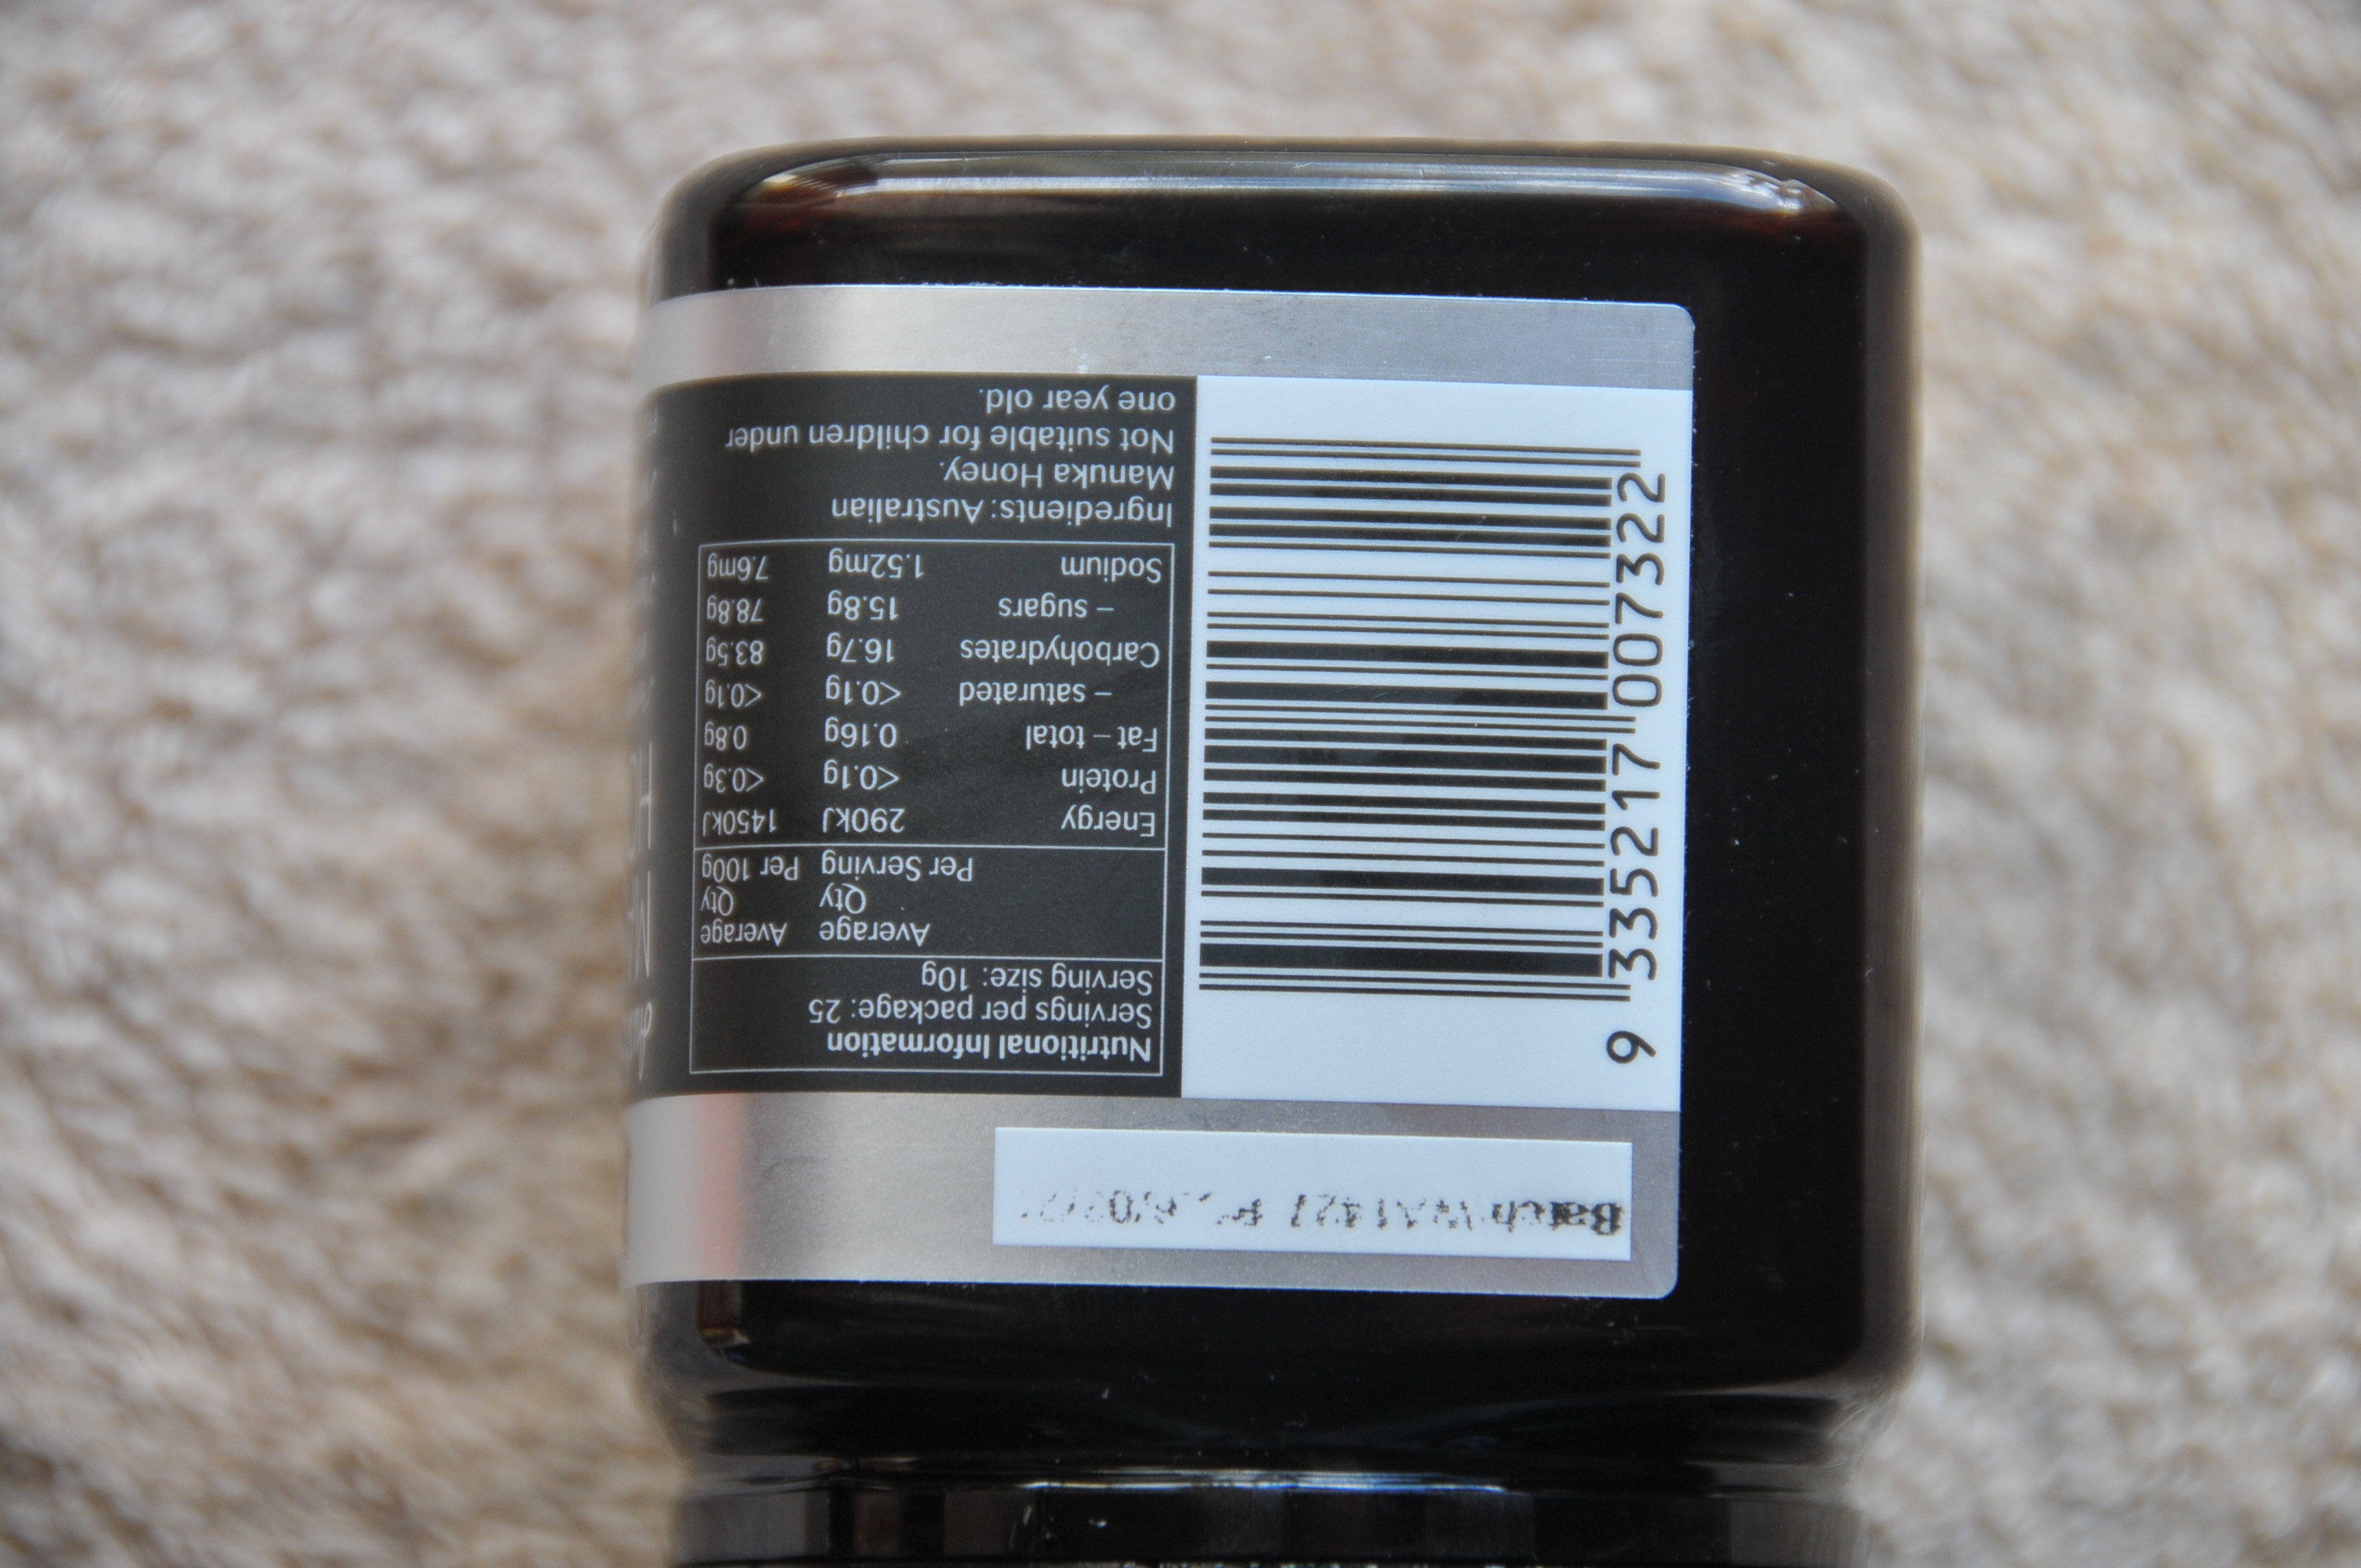 Batch WA1427
Nutritional Information
Servings per package: 25
Serving size: 10g
Average Average
Qty Qty
Per Serving Per 100g
Energy 290kJ 1450kJ
Protein <0.1g <0.3g
Fat – total 0.16g 0.8g
– saturated <0.1g <0.1g
Carbohydrates 16.7g 83.5g
– sugars 15.8g 78.8g
Sodium 1.52mg 7.6mg
Ingredients: Australian
Manuka Honey.
Not suitable for children under
one year old.
9 335217 007322